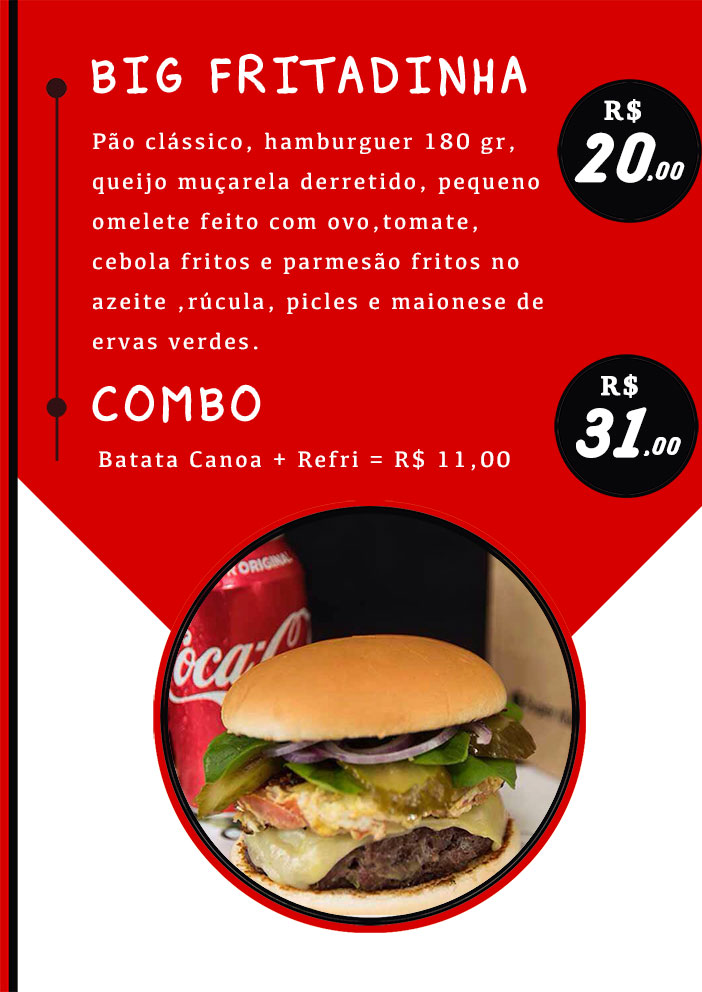 BIG FRITADINHA
R$
20.00
Pão clássico, hamburguer 180 gr,
queijo muçarela derretido, pequeno
omelete feito com ovo,tomate,
cebola fritos e parmesão fritos no
azeite ,rúcula, picles e maionese de
ervas verdes.
COMBO
R$
31.00
Batata Canoa + Refri = R$ 11,00
ORIGINAL
Coca-C